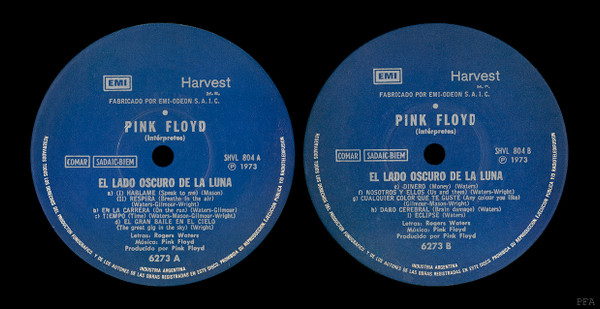 EMI
Harvest
FABRICADO POR EMI-ODEON S.A.I.C.
PINK FLOYD
(Intérpretes)
COMAR SADAIC-BIEM
SHVL 804 A
Ⓟ 1973
EL LADO OSCURO DE LA LUNA
a) (I) HABLAME (Speak to me) (Mason)
(II) RESPIRA (Breathe in the air)
(Waters-Gilmour-Wright)
b) EN LA CARRERA (On the run) (Waters-Gilmour)
c) TIEMPO (Time) (Waters-Mason-Gilmour-Wright)
d) EL GRAN BAILE EN EL CIELO
(The great gig in the sky) (Wright)
Letras: Rogers Waters
Música: Pink Floyd
Producido por Pink Floyd
6273 A
INDUSTRIA ARGENTINA
EMI
Harvest
FABRICADO POR EMI-ODEON S.A.I.C.
PINK FLOYD
(Intérpretes)
COMAR SADAIC-BIEM
SHVL 804 B
Ⓟ 1973
EL LADO OSCURO DE LA LUNA
e) DINERO (Money) (Waters)
f) NOSOTROS Y ELLOS (Us and them) (Waters-Wright)
g) CUALQUIER COLOR QUE TE GUSTE (Any colour you like)
(Gilmour-Mason-Wright)
h) DAÑO CEREBRAL (Brain damage) (Waters)
i) ECLIPSE (Waters)
Letras: Rogers Waters
Música: Pink Floyd
Producido por Pink Floyd
6273 B
INDUSTRIA ARGENTINA
PFA